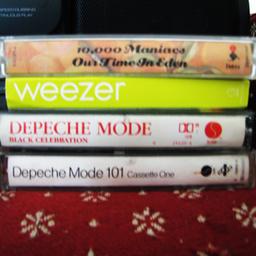 10,000 Maniacs
Our Time In Eden
weezer
DEPECHE MODE
BLACK CELEBRATION
Depeche Mode 101 Cassette One